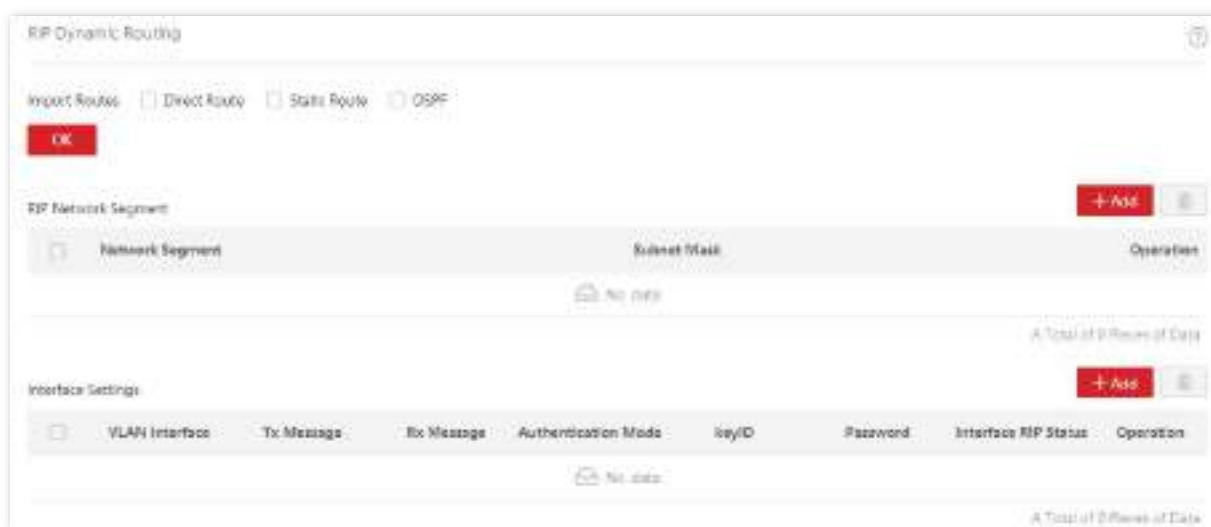 RIP Dynamic Routing
Import Routes Direct Route Static Route OSPF
OK
RIP Network Segment + Add
Network Segment Subnet Mask Operation
No data
A Total of 0 Pieces of Data
Interface Settings + Add
VLAN Interface Tx Message Rx Message Authentication Mode keyID Password Interface RIP Status Operation
No data
A Total of 0 Pieces of Data